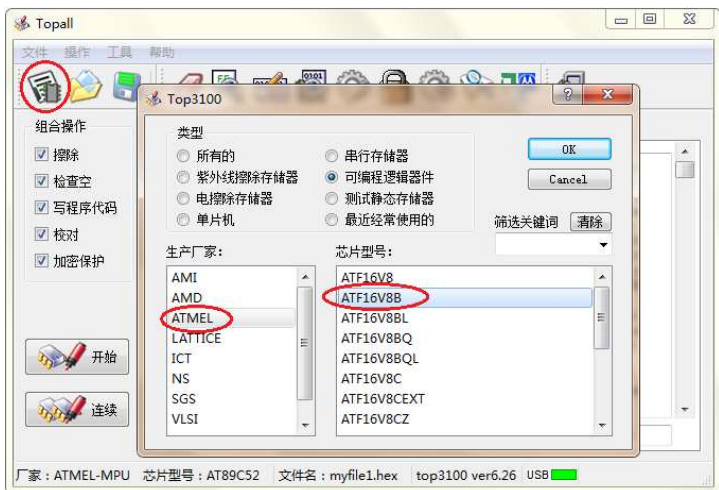 Topall
文件 操作 工具 帮助
Top3100
组合操作
擦除
检查空
写程序代码
校对
加密保护
开始
连续
类型
所有的
紫外线擦除存储器
电擦除存储器
单片机
串行存储器
可编程逻辑器件
测试静态存储器
最近经常使用的
OK
Cancel
筛选关键词 清除
生产厂家:
AMI
AMD
ATMEL
LATTICE
ICT
NS
SGS
VLSI
芯片型号:
ATF16V8
ATF16V8B
ATF16V8BL
ATF16V8BQ
ATF16V8BQL
ATF16V8C
ATF16V8CEXT
ATF16V8CZ
厂家:ATMEL-MPU 芯片型号:AT89C52 文件名:myfile1.hex top3100 ver6.26 USB